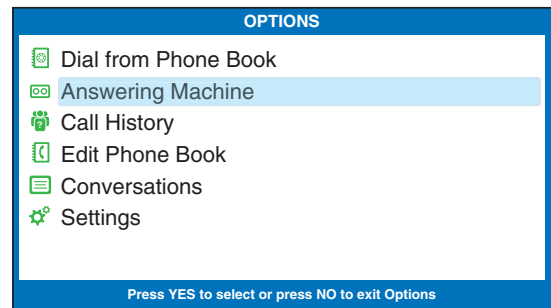 OPTIONS
Dial from Phone Book
Answering Machine
Call History
Edit Phone Book
Conversations
Settings
Press YES to select or press NO to exit Options